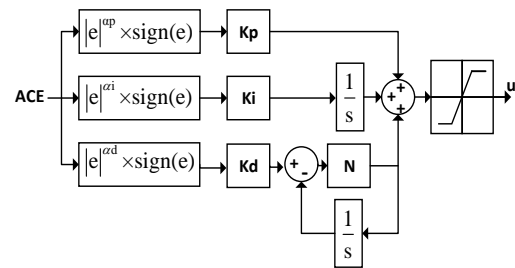 |e|^αp ×sign(e) Kp
ACE |e|^αi ×sign(e) Ki 1/s + + + u
|e|^αd ×sign(e) Kd + - N
1/s